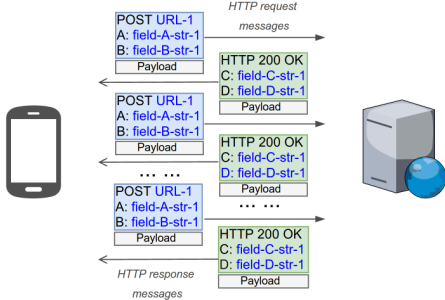 HTTP request
messages
POST URL-1
A: field-A-str-1
B: field-B-str-1
Payload
HTTP 200 OK
C: field-C-str-1
D: field-D-str-1
Payload
POST URL-1
A: field-A-str-1
B: field-B-str-1
Payload
HTTP 200 OK
C: field-C-str-1
D: field-D-str-1
Payload
... ...
POST URL-1
A: field-A-str-1
B: field-B-str-1
Payload
... ...
HTTP 200 OK
C: field-C-str-1
D: field-D-str-1
Payload
HTTP response
messages